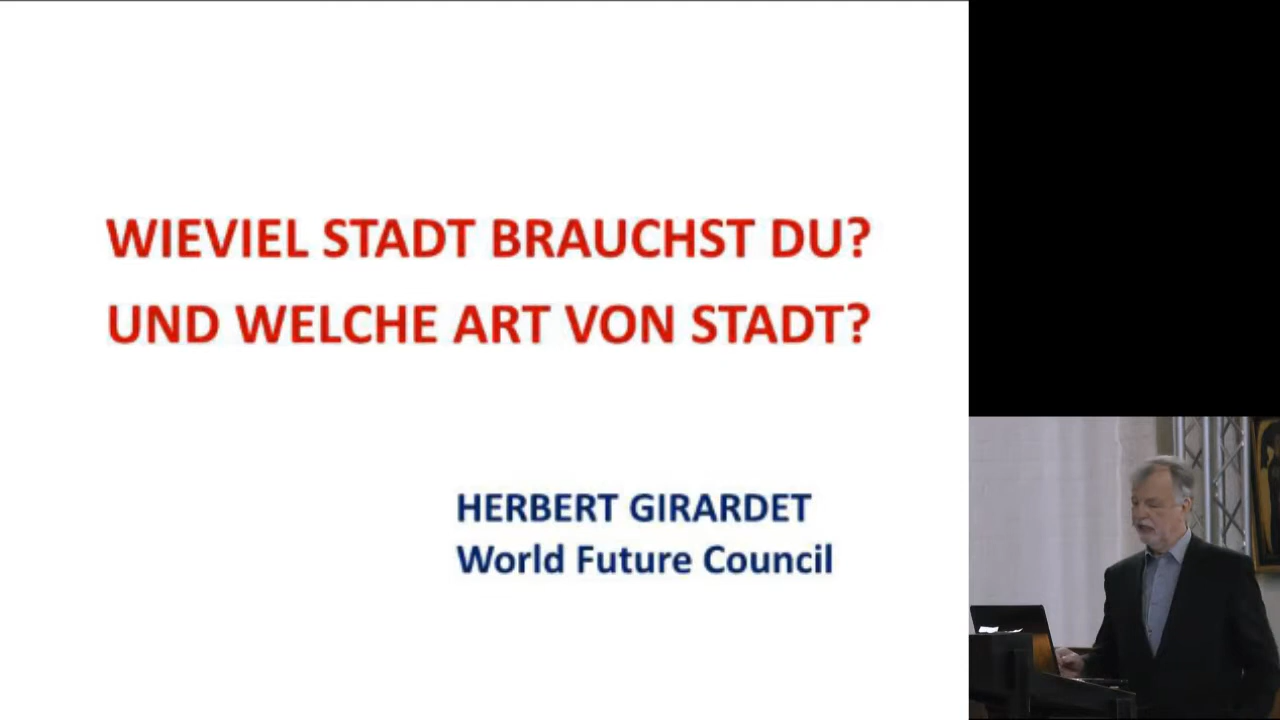 WIEVIEL STADT BRAUCHST DU?
UND WELCHE ART VON STADT?
HERBERT GIRARDET
World Future Council